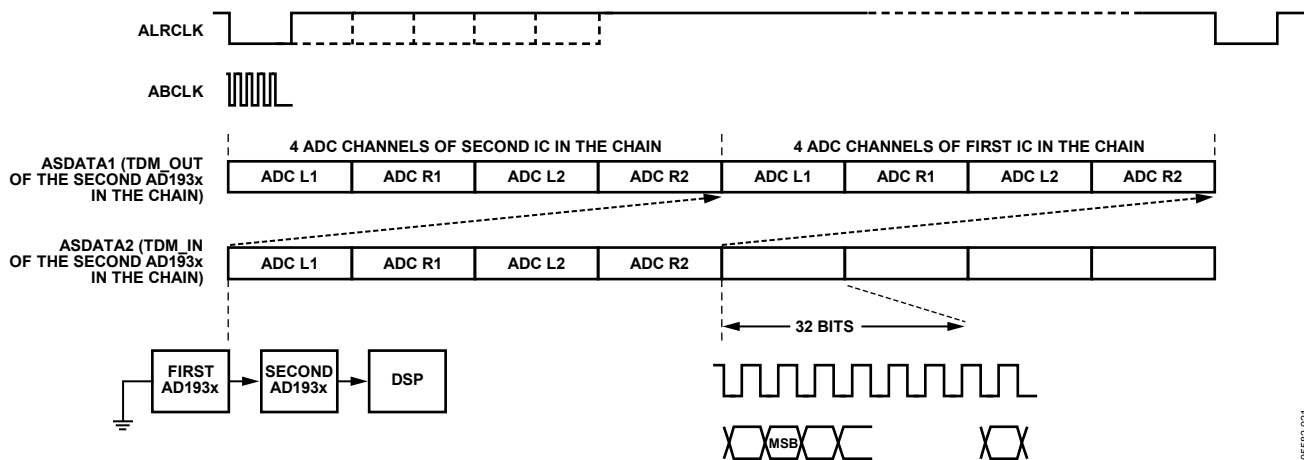 ALRCLK
ABCLK
4 ADC CHANNELS OF SECOND IC IN THE CHAIN
4 ADC CHANNELS OF FIRST IC IN THE CHAIN
ASDATA1 (TDM_OUT
OF THE SECOND AD193x
IN THE CHAIN)
ADC L1
ADC R1
ADC L2
ADC R2
ADC L1
ADC R1
ADC L2
ADC R2
ASDATA2 (TDM_IN
OF THE SECOND AD193x
IN THE CHAIN)
ADC L1
ADC R1
ADC L2
ADC R2
32 BITS
FIRST
AD193x
SECOND
AD193x
DSP
MSB
05582-021